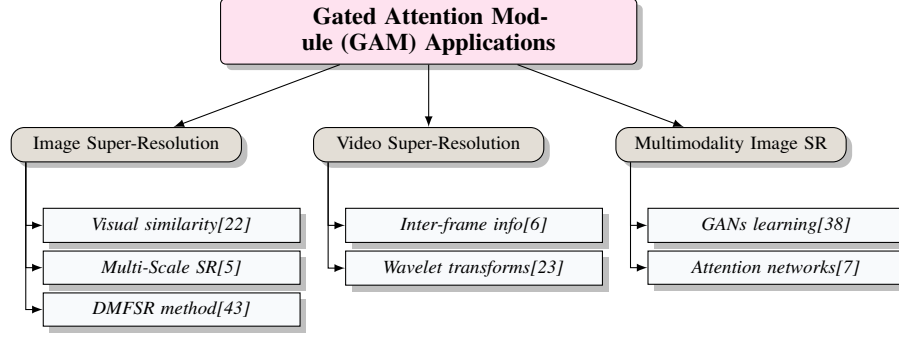 Gated Attention Mod-
ule (GAM) Applications
Image Super-Resolution
Video Super-Resolution
Multimodality Image SR
Visual similarity[22]
Inter-frame info[6]
GANs learning[38]
Multi-Scale SR[5]
Wavelet transforms[23]
Attention networks[7]
DMFSR method[43]